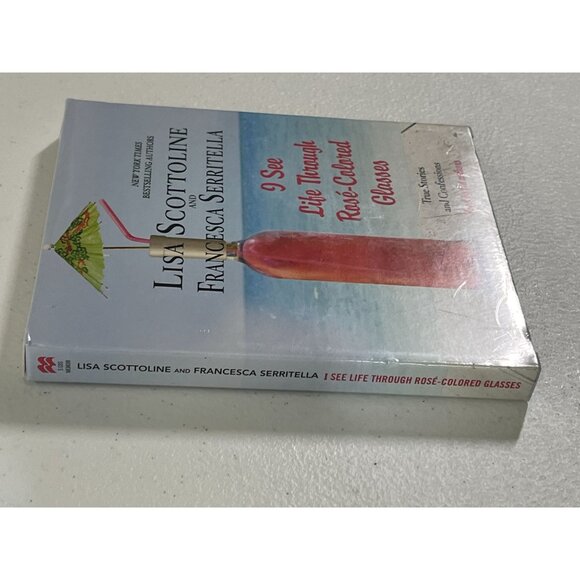 NEW YORK TIMES
BESTSELLING AUTHORS
LISA SCOTTOLINE
AND
FRANCESCA SERRITELLA
I See
Life Through
Rosé-Colored
Glasses
True Stories
and Confessions
LISA SCOTTOLINE AND FRANCESCA SERRITELLA I SEE LIFE THROUGH ROSÉ-COLORED GLASSES